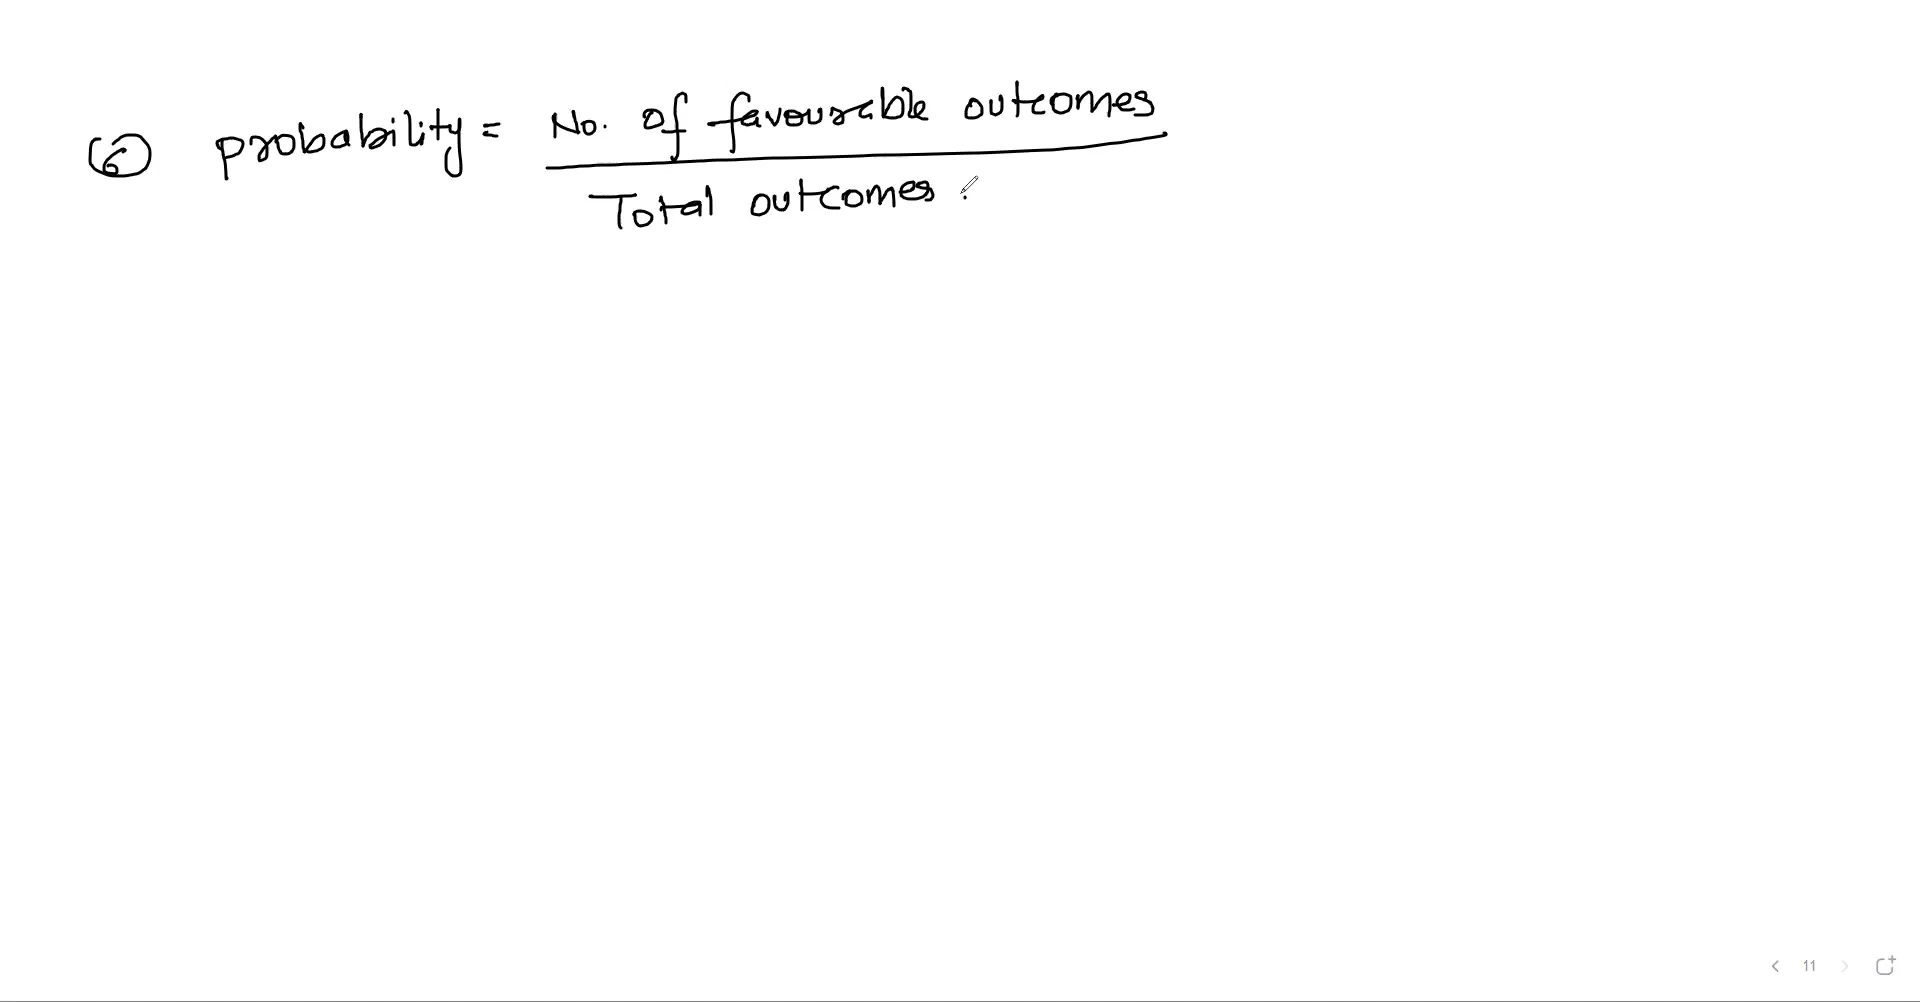 ⑥ probability = No. of favourable outcomes
Total outcomes.
11